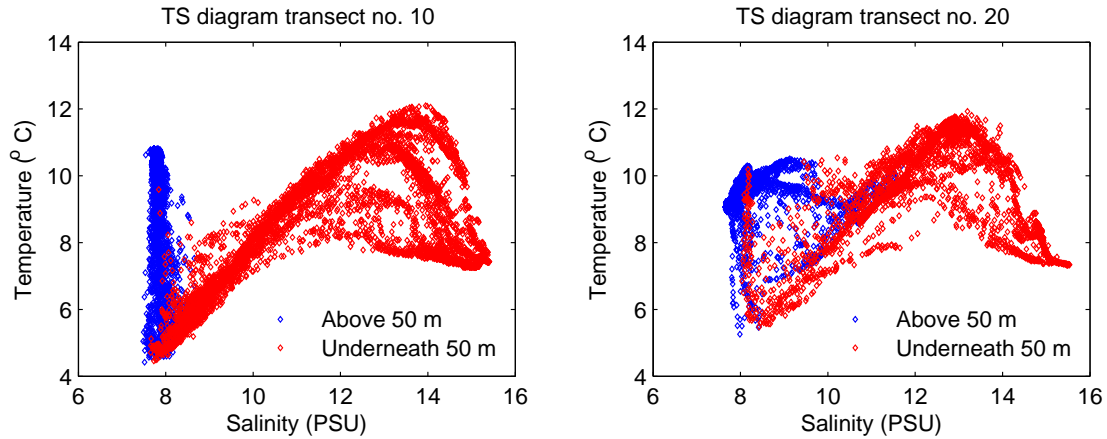 TS diagram transect no. 10
14
12
10
8
6
4
6 8 10 12 14 16
Temperature (° C)
Salinity (PSU)
Above 50 m
Underneath 50 m
TS diagram transect no. 20
14
12
10
8
6
4
6 8 10 12 14 16
Temperature (° C)
Salinity (PSU)
Above 50 m
Underneath 50 m